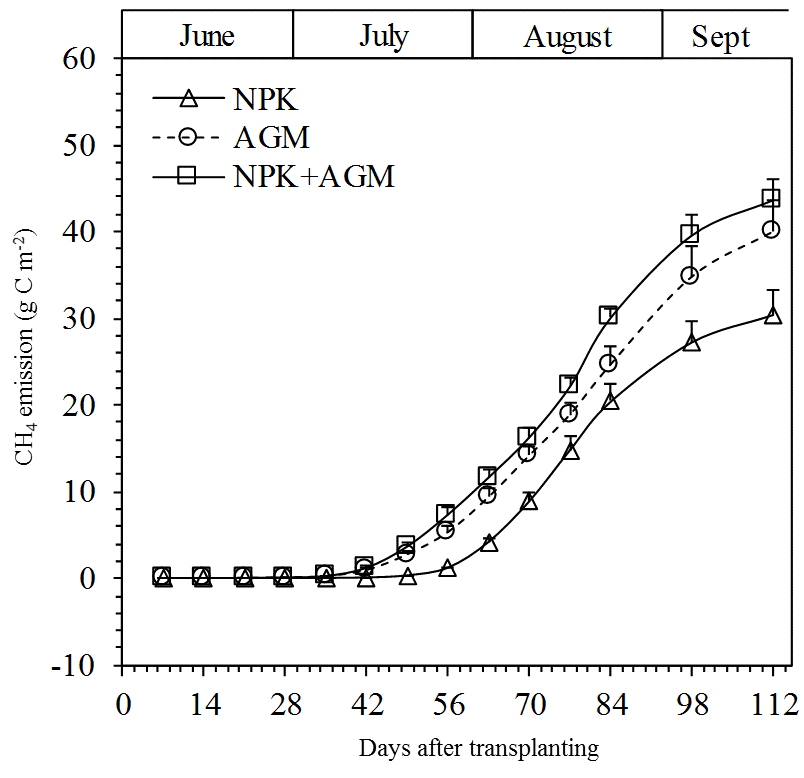 June July August Sept
60
50
40
30
20
10
0
-10
NPK
AGM
NPK+AGM
CH4 emission (g C m-2)
0 14 28 42 56 70 84 98 112
Days after transplanting